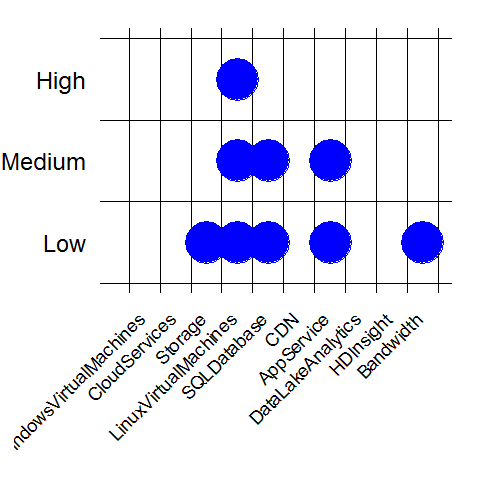 High
Medium
Low
ndowsVirtualMachines
CloudServices
Storage
LinuxVirtualMachines
SQLDatabase
CDN
AppService
DataLakeAnalytics
HDInsight
Bandwidth